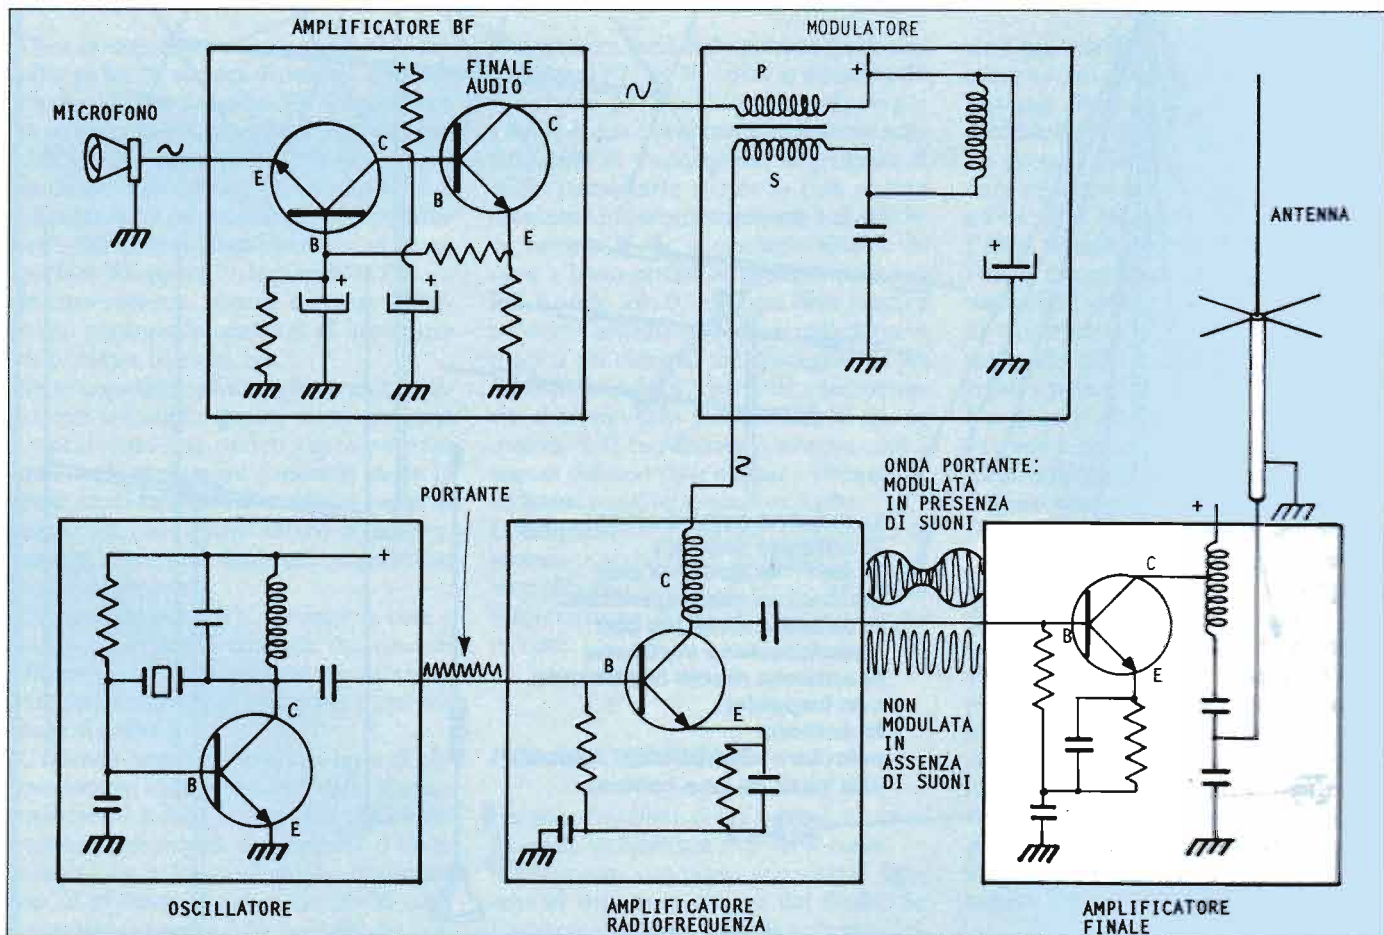 AMPLIFICATORE BF
MODULATORE
MICROFONO
FINALE
AUDIO
+
C
E
B
+
B
C
E
+
P
+
S
+
ANTENNA
PORTANTE
ONDA PORTANTE:
MODULATA
IN PRESENZA
DI SUONI
NON
MODULATA
IN
ASSENZA
DI SUONI
+
C
B
E
C
B
E
+
C
B
E
OSCILLATORE
AMPLIFICATORE
RADIOFREQUENZA
AMPLIFICATORE
FINALE